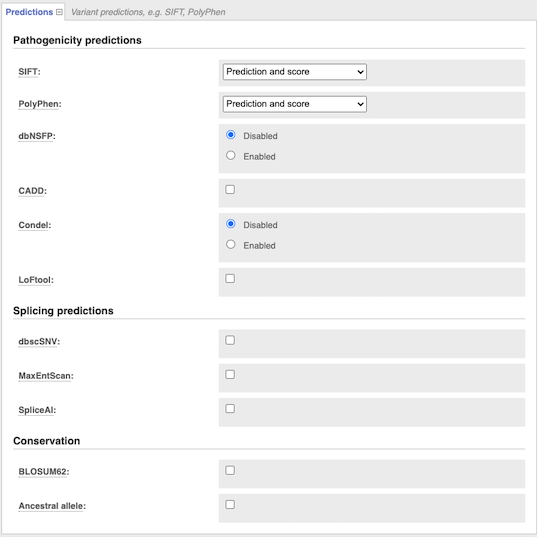 Predictions Variant predictions, e.g. SIFT, PolyPhen
Pathogenicity predictions
SIFT: Prediction and score
PolyPhen: Prediction and score
dbNSFP: Disabled
Enabled
CADD:
Condel: Disabled
Enabled
LoFtool:
Splicing predictions
dbscSNV:
MaxEntScan:
SpliceAI:
Conservation
BLOSUM62:
Ancestral allele: